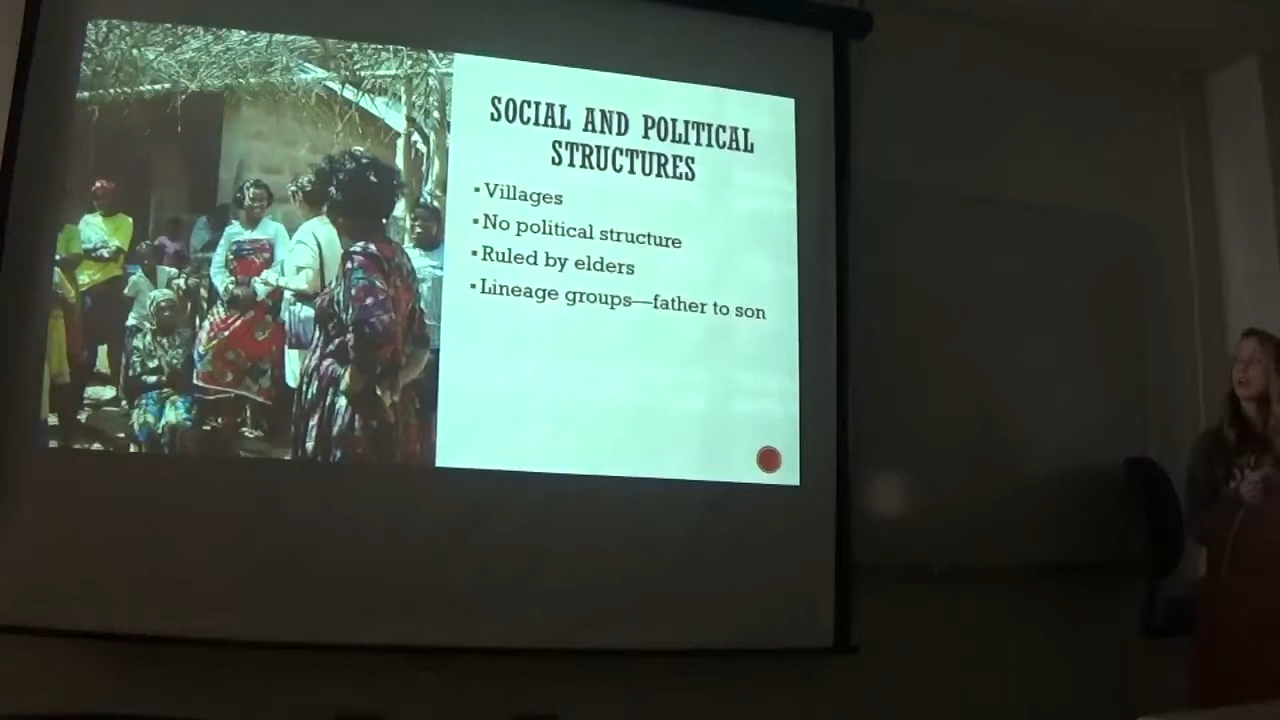 SOCIAL AND POLITICAL
STRUCTURES
▪Villages
▪No political structure
▪Ruled by elders
▪Lineage groups—father to son